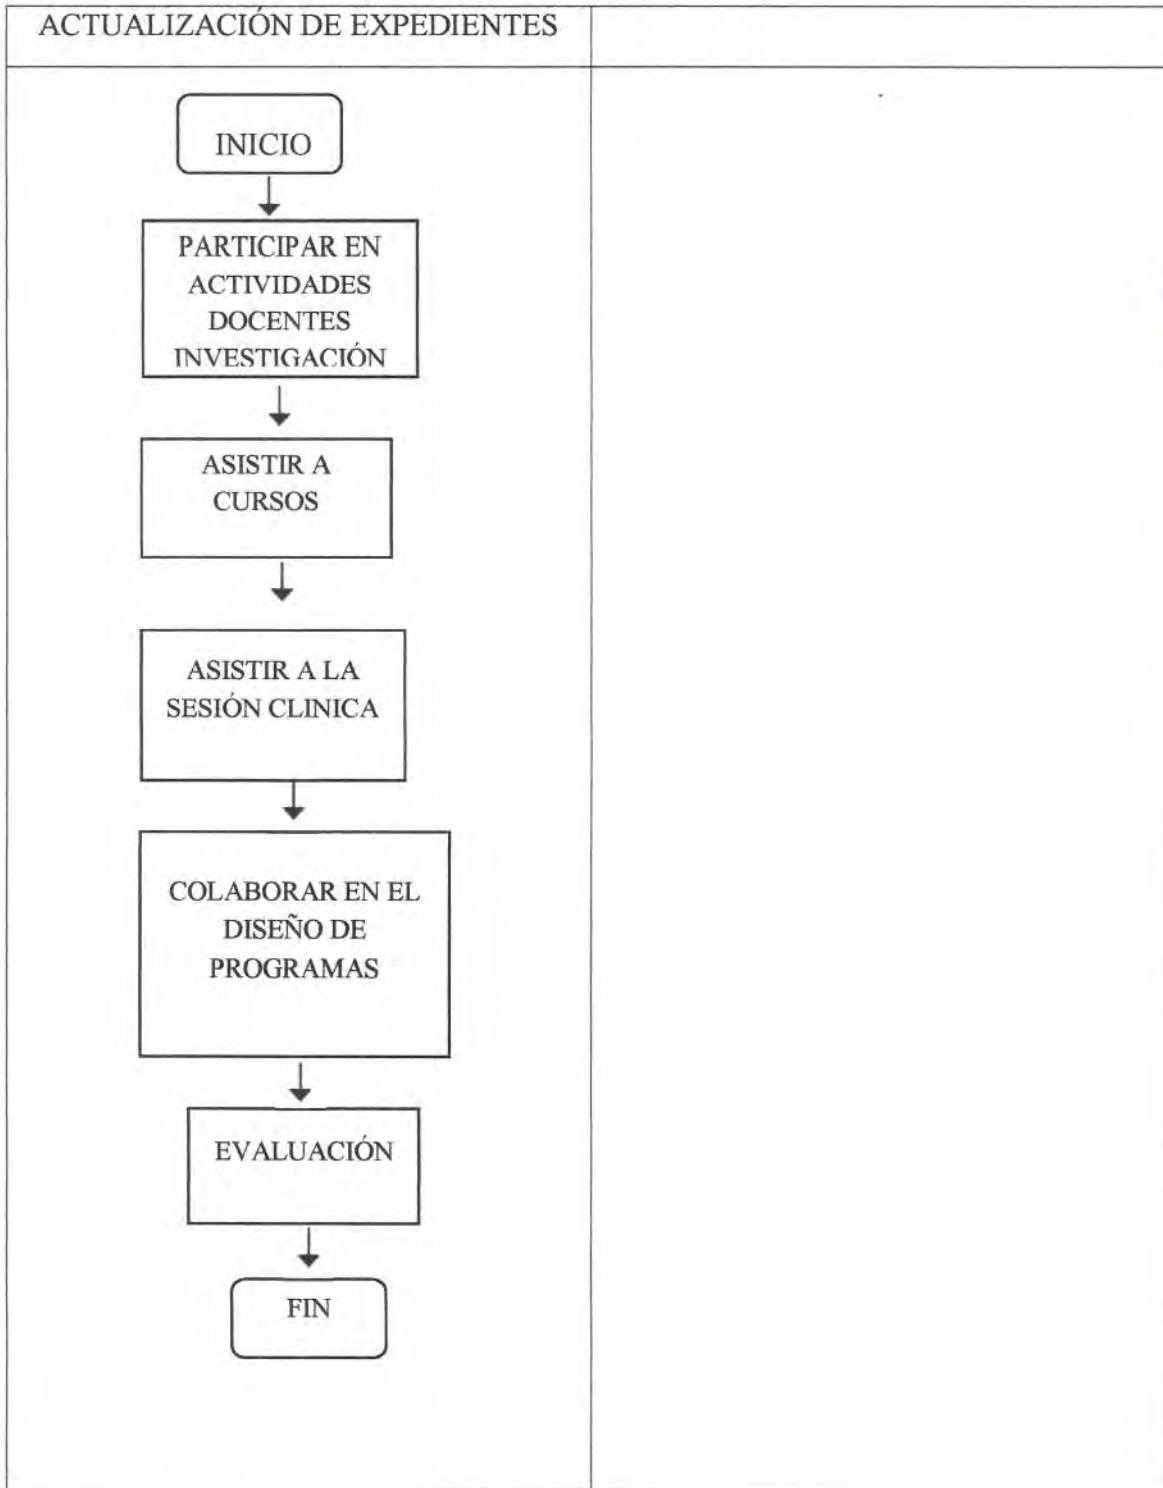 ACTUALIZACIÓN DE EXPEDIENTES
INICIO
PARTICIPAR EN
ACTIVIDADES
DOCENTES
INVESTIGACIÓN
ASISTIR A
CURSOS
ASISTIR A LA
SESIÓN CLINICA
COLABORAR EN EL
DISEÑO DE
PROGRAMAS
EVALUACIÓN
FIN